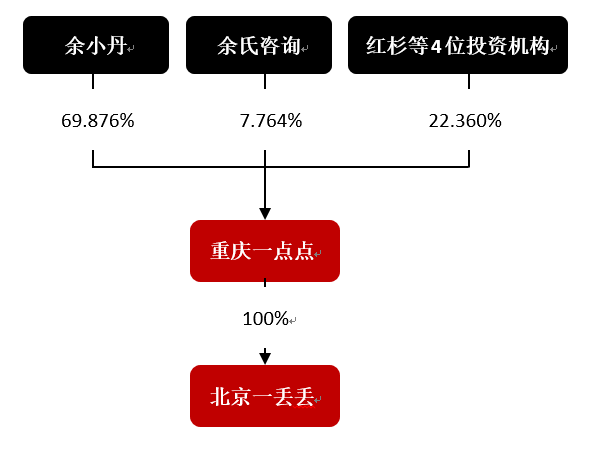 余小丹
余氏咨询
红杉等4位投资机构
69.876%
7.764%
22.360%
重庆一点点
100%
北京一丢丢